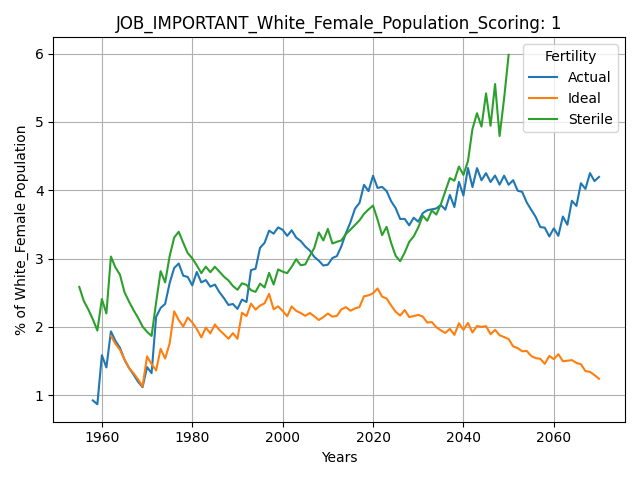 JOB_IMPORTANT_White_Female_Population_Scoring: 1
% of White_Female Population
6
5
4
3
2
1
Fertility
Actual
Ideal
Sterile
1960 1980 2000 2020 2040 2060
Years